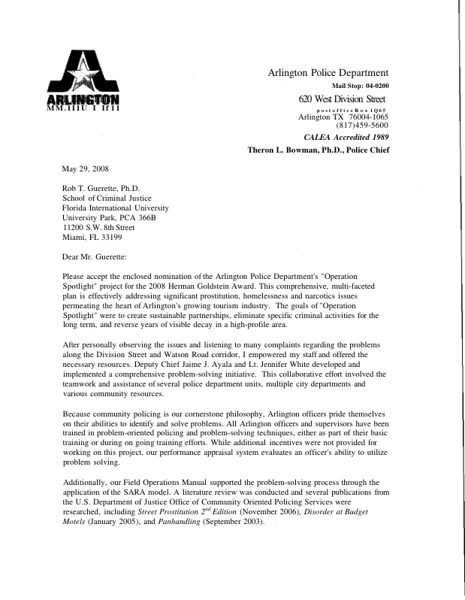 ARLINGTON
Arlington Police Department
Mail Stop: 04-0200
620 West Division Street
postofficeBox 1065
Arlington TX 76004-1065
(817)459-5600
CALEA Accredited 1989
Theron L. Bowman, Ph.D., Police Chief
May 29, 2008
Rob T. Guerette, Ph.D.
School of Criminal Justice
Florida International University
University Park, PCA 366B
11200 S.W. 8th Street
Miami, FL 33199
Dear Mr. Guerette:
Please accept the enclosed nomination of the Arlington Police Department's "Operation
Spotlight" project for the 2008 Herman Goldstein Award. This comprehensive, multi-faceted
plan is effectively addressing significant prostitution, homelessness and narcotics issues
permeating the heart of Arlington's growing tourism industry. The goals of "Operation
Spotlight" were to create sustainable partnerships, eliminate specific criminal activities for the
long term, and reverse years of visible decay in a high-profile area.
After personally observing the issues and listening to many complaints regarding the problems
along the Division Street and Watson Road corridor, I empowered my staff and offered the
necessary resources. Deputy Chief Jaime J. Ayala and Lt. Jennifer White developed and
implemented a comprehensive problem-solving initiative. This collaborative effort involved the
teamwork and assistance of several police department units, multiple city departments and
various community resources.
Because community policing is our cornerstone philosophy, Arlington officers pride themselves
on their abilities to identify and solve problems. All Arlington officers and supervisors have been
trained in problem-oriented policing and problem-solving techniques, either as part of their basic
training or during on going training efforts. While additional incentives were not provided for
working on this project, our performance appraisal system evaluates an officer's ability to utilize
problem solving.
Additionally, our Field Operations Manual supported the problem-solving process through the
application of the SARA model. A literature review was conducted and several publications from
the U.S. Department of Justice Office of Community Oriented Policing Services were
researched, including Street Prostitution 2nd Edition (November 2006), Disorder at Budget
Motels (January 2005), and Panhandling (September 2003).